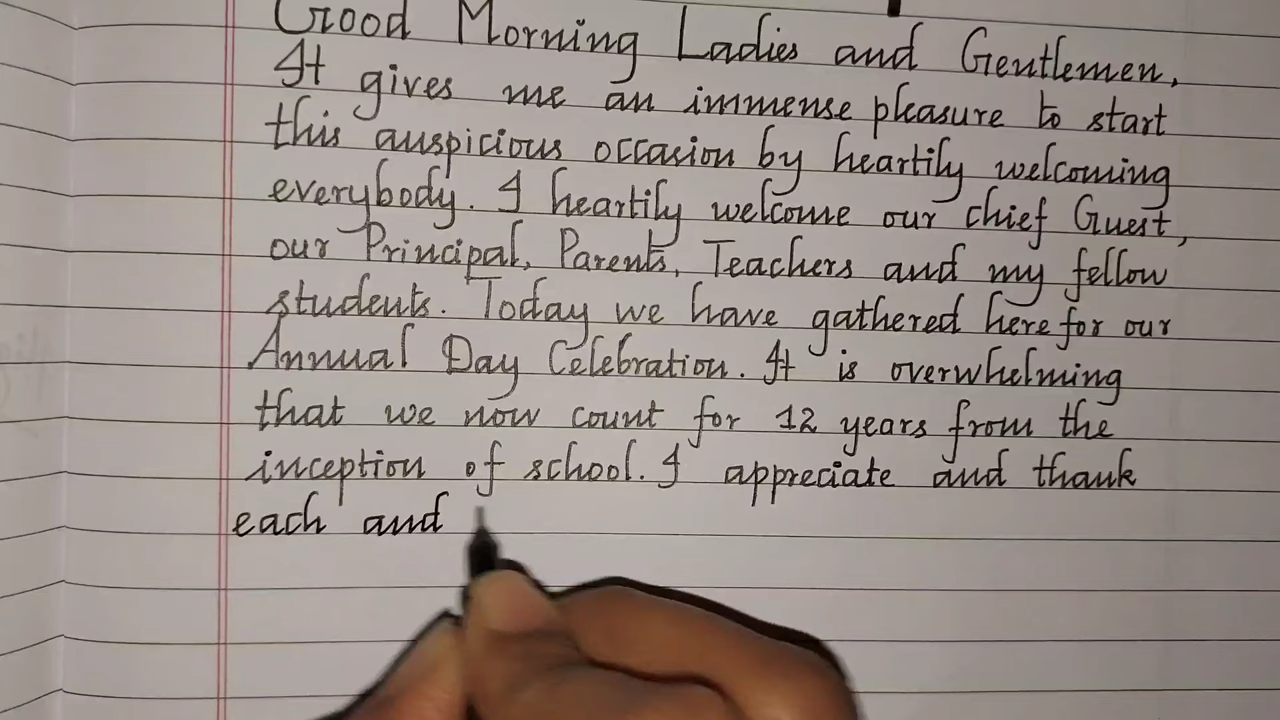 Good Morning Ladies and Gentlemen,
It gives me an immense pleasure to start
this auspicious occasion by heartily welcoming
everybody. I heartily welcome our chief Guest,
our Principal, Parents, Teachers and my fellow
students. Today we have gathered here for our
Annual Day Celebration. It is overwhelming
that we now count for 12 years from the
inception of school. I appreciate and thank
each and